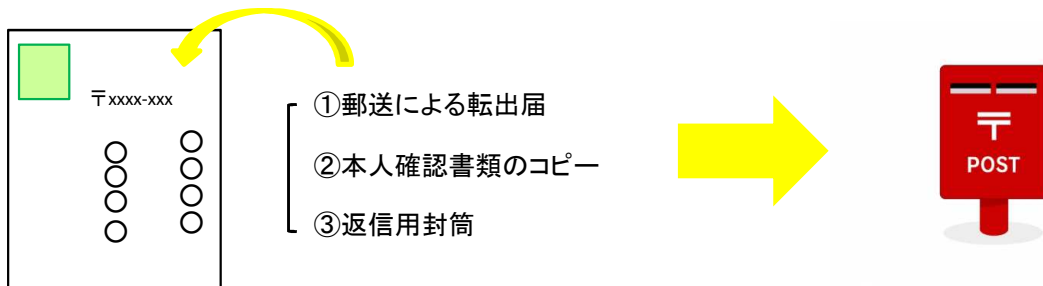 〒xxxx-xxx
○○○○
○○○○
①郵送による転出届
②本人確認書類のコピー
③返信用封筒
〒
POST